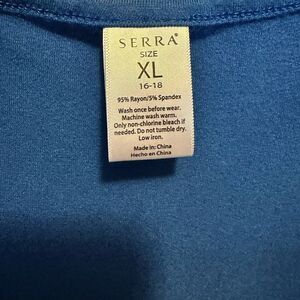 SERRA®
SIZE
XL
16-18
95% Rayon/5% Spandex
Wash once before wear.
Machine wash warm.
Only non-chlorine bleach if
needed. Do not tumble dry.
Low iron.
Made in: China
Hecho en: China